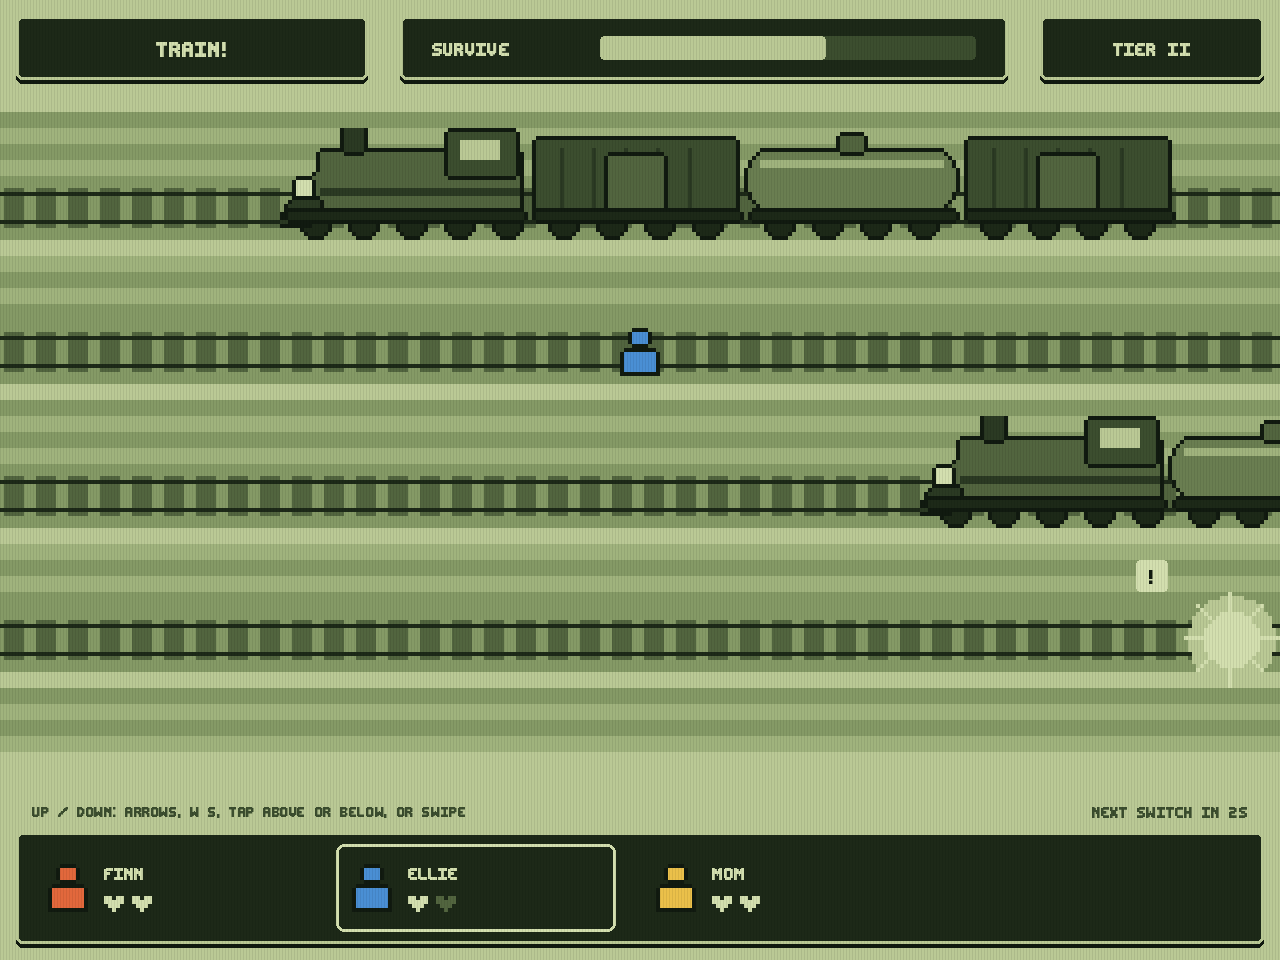 TRAIN!
SURVIVE
TIER II
!
UP / DOWN: ARROWS, W S, TAP ABOVE OR BELOW, OR SWIPE
NEXT SWITCH IN 2S
FINN
ELLIE
MOM